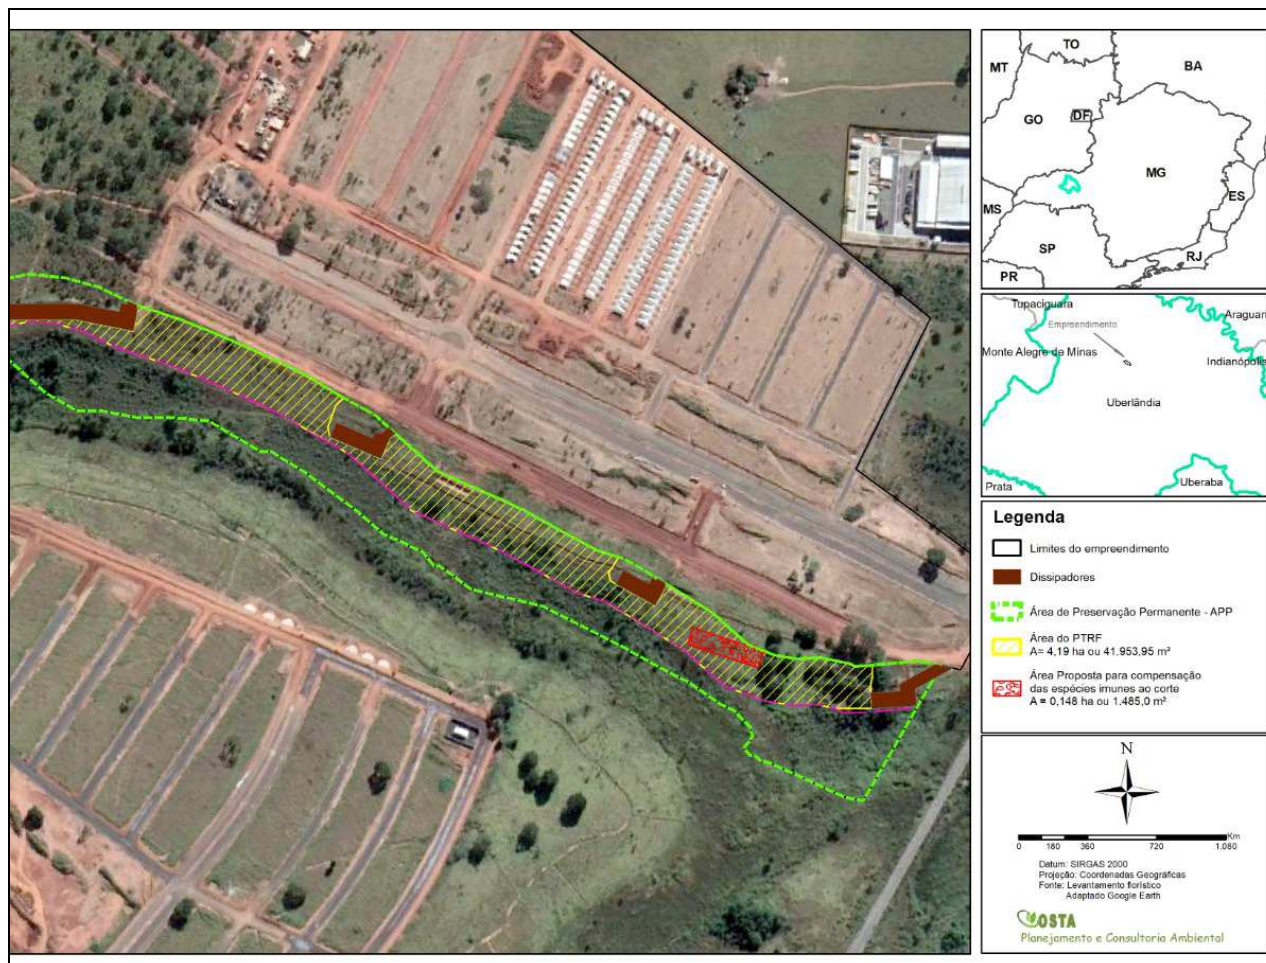 TO
MT
BA
GO
DF
MG
MS
ES
SP
RJ
PR
Tupaciguara
Araguari
Empreendimento
Monte Alegre de Minas
Indianópolis
Uberlândia
Prata
Uberaba
Legenda
Limites do empreendimento
Dissipadores
Área de Preservação Permanente - APP
Área do PTRF
A= 4,19 ha ou 41.953,95 m²
Área Proposta para compensação
das espécies imunes ao corte
A = 0,148 ha ou 1.485,0 m²
N
Km
0 180 360 720 1.080
Datum: SIRGAS 2000
Projeção: Coordenadas Geográficas
Fonte: Levantamento florístico
Adaptado Google Earth
COSTA
Planejamento e Consultoria Ambiental